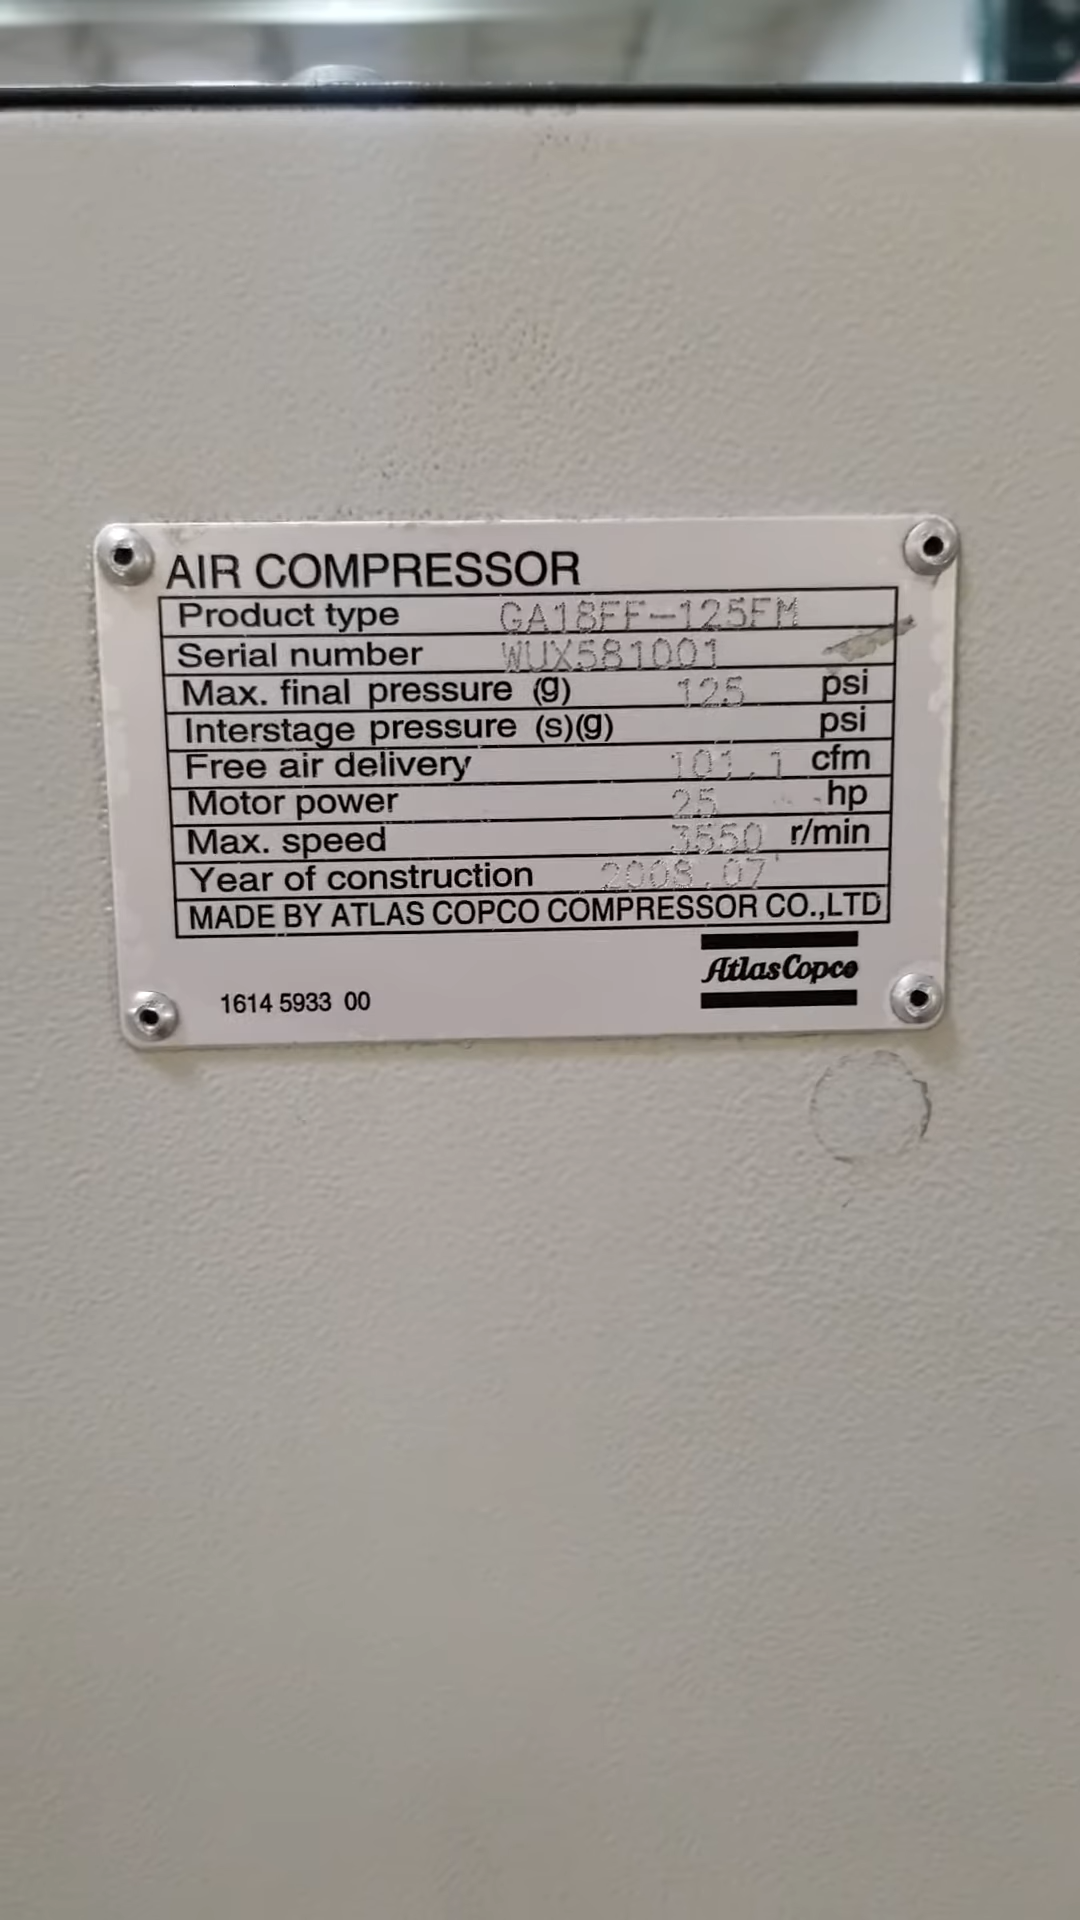 AIR COMPRESSOR
Product type GA18FF-125FM
Serial number WUX581001
Max. final pressure (g) 125 psi
Interstage pressure (s)(g) psi
Free air delivery 101.1 cfm
Motor power 25 hp
Max. speed 3550 r/min
Year of construction 2008.07
MADE BY ATLAS COPCO COMPRESSOR CO.,LTD
Atlas Copco
1614 5933 00